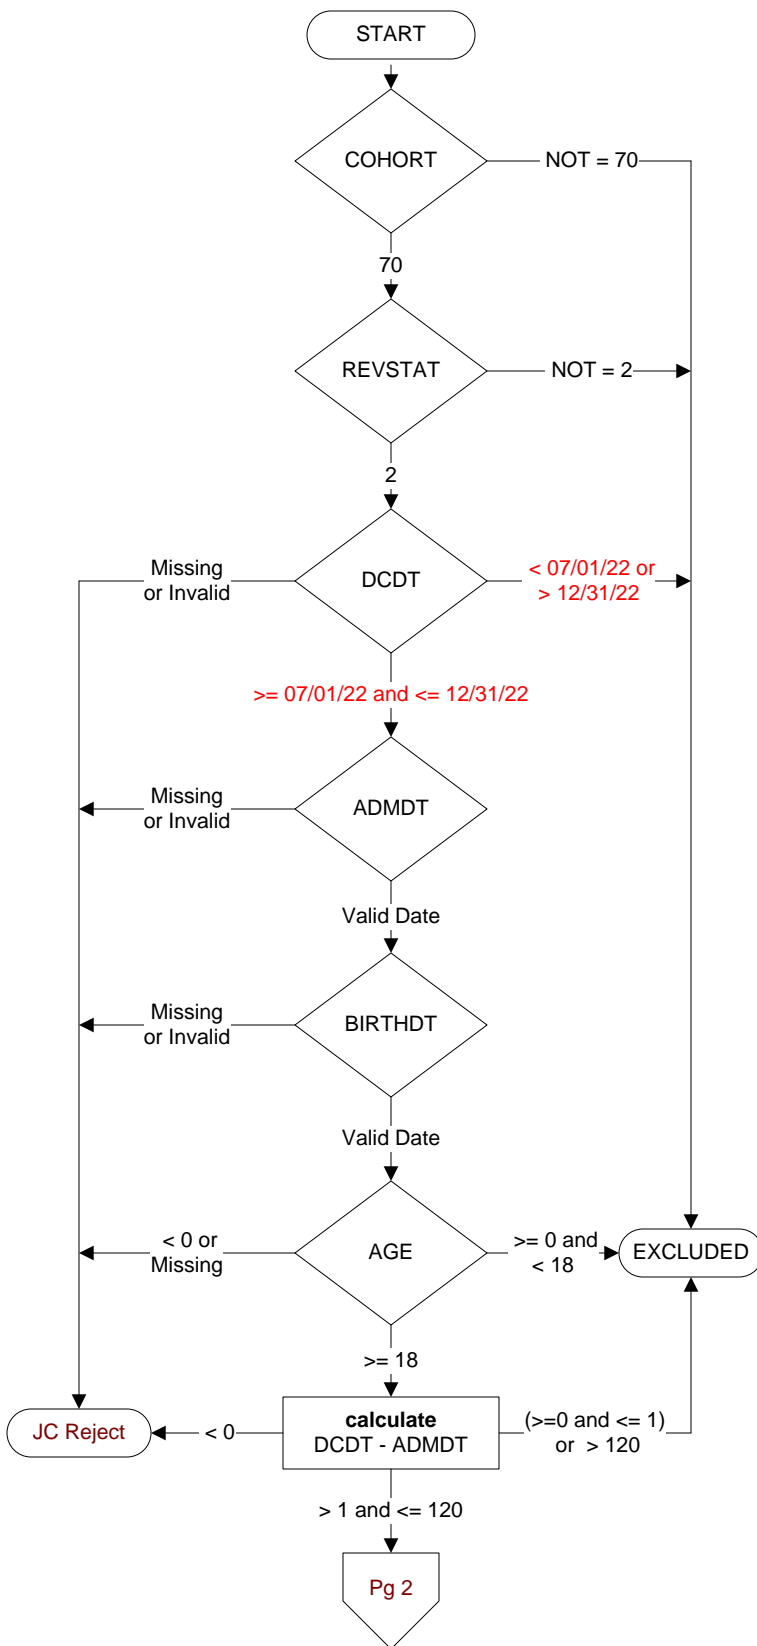 START
COHORT
NOT = 70
70
REVSTAT
NOT = 2
2
Missing
or Invalid
DCDT
< 07/01/22 or
> 12/31/22
>= 07/01/22 and <= 12/31/22
Missing
or Invalid
ADMDT
Valid Date
Missing
or Invalid
BIRTHDT
Valid Date
< 0 or
Missing
AGE
>= 0 and
< 18
EXCLUDED
>= 18
JC Reject
< 0
calculate
DCDT - ADMDT
(>=0 and <= 1)
or > 120
> 1 and <= 120
Pg 2